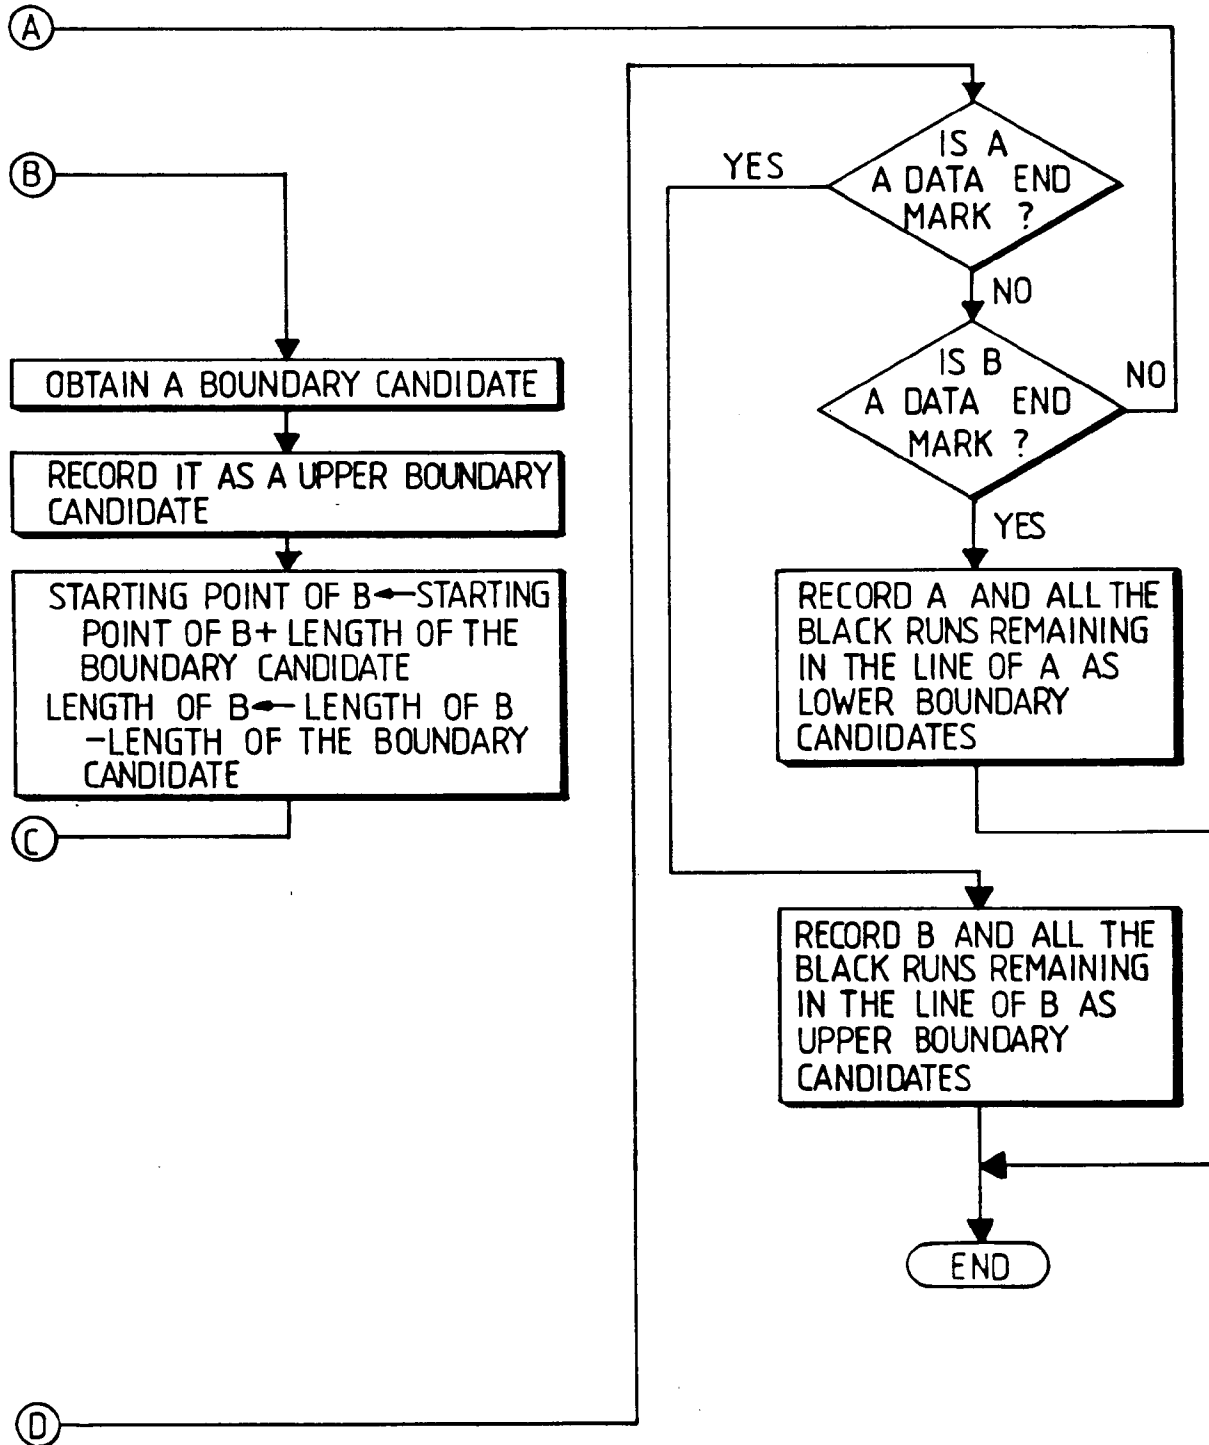 A
B
OBTAIN A BOUNDARY CANDIDATE
RECORD IT AS A UPPER BOUNDARY
CANDIDATE
STARTING POINT OF B←STARTING
POINT OF B+ LENGTH OF THE
BOUNDARY CANDIDATE
LENGTH OF B← LENGTH OF B
-LENGTH OF THE BOUNDARY
CANDIDATE
C
D
IS A
A DATA END
MARK ?
YES
NO
IS B
A DATA END
MARK ?
NO
YES
RECORD A AND ALL THE
BLACK RUNS REMAINING
IN THE LINE OF A AS
LOWER BOUNDARY
CANDIDATES
RECORD B AND ALL THE
BLACK RUNS REMAINING
IN THE LINE OF B AS
UPPER BOUNDARY
CANDIDATES
END